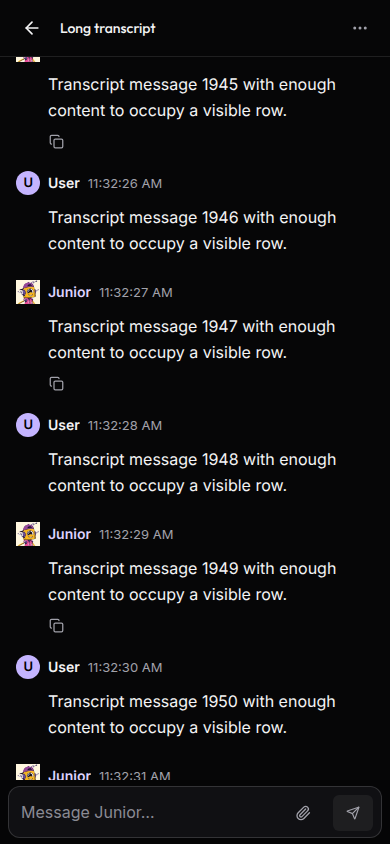 Long transcript
Transcript message 1945 with enough
content to occupy a visible row.
U User 11:32:26 AM
Transcript message 1946 with enough
content to occupy a visible row.
Junior 11:32:27 AM
Transcript message 1947 with enough
content to occupy a visible row.
U User 11:32:28 AM
Transcript message 1948 with enough
content to occupy a visible row.
Junior 11:32:29 AM
Transcript message 1949 with enough
content to occupy a visible row.
U User 11:32:30 AM
Transcript message 1950 with enough
content to occupy a visible row.
Junior 11:32:31 AM
Message Junior...